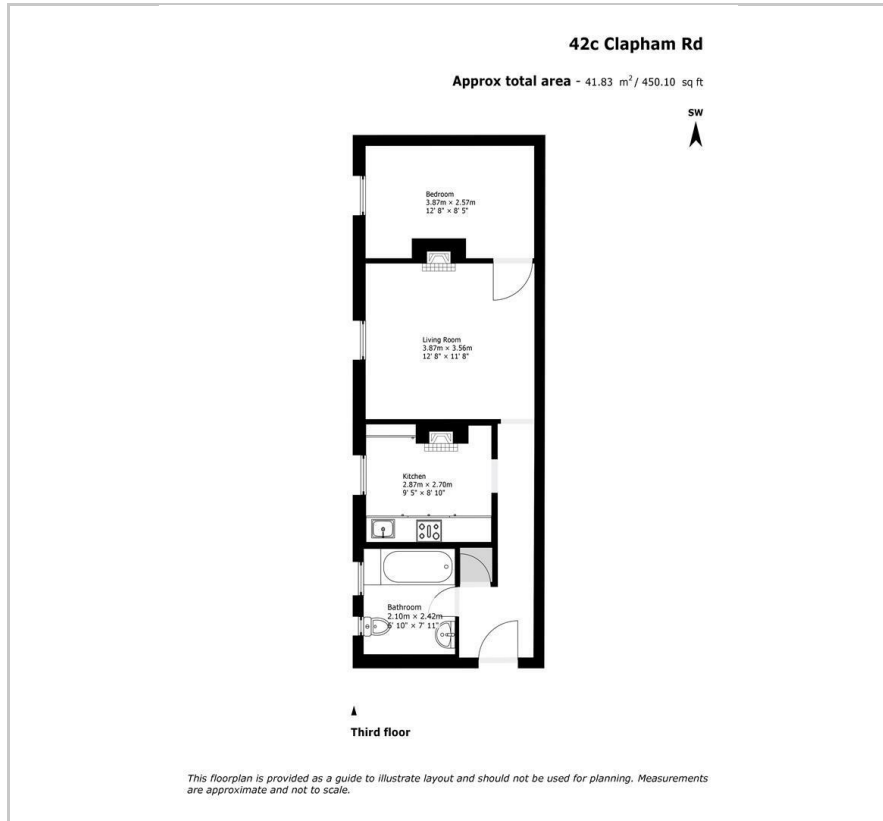 42c Clapham Rd
Approx total area - 41.83 m²/ 450.10 sq ft
SW
Bedroom
3.87m × 2.57m
12' 8" × 8' 5"
Living Room
3.87m × 3.56m
12' 8" × 11' 8"
Kitchen
2.87m × 2.70m
9' 5" × 8' 10"
Bathroom
2.10m × 2.42m
6' 10" × 7' 11"
Third floor
This floorplan is provided as a guide to illustrate layout and should not be used for planning. Measurements
are approximate and not to scale.